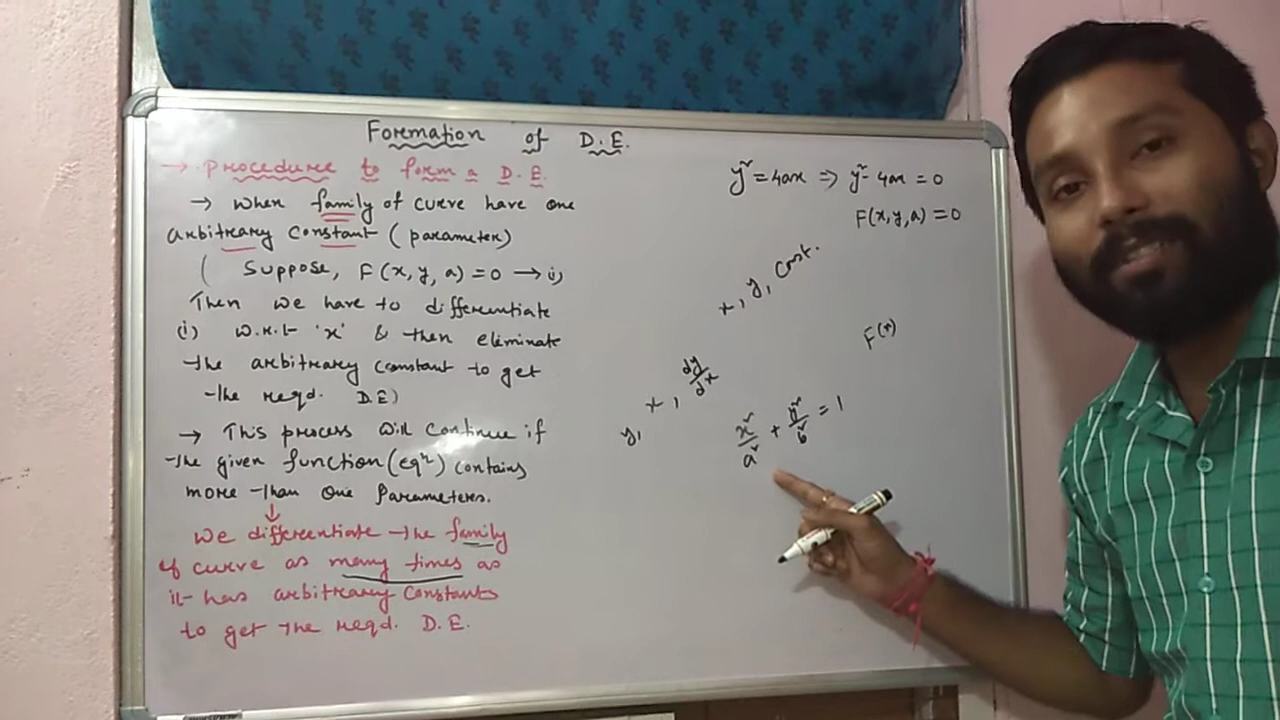 Formation of D.E.
→ Procedure to form a D.E.
→ When family of curve have one
arbitrary constant (parameter)
( Suppose, F(x, y, a) = 0 → i)
Then we have to differentiate
(i) w.r.t 'x' & then eliminate
the arbitrary constant to get
the reqd. D.E)
→ This process will continue if
the given function (eqⁿ) contains
more than one parameters.
↓
We differentiate the family
of curve as many times as
it has arbitrary constants
to get the reqd. D.E.
y² = 4ax ⇒ y² - 4ax = 0
F(x, y, a) = 0
x, y, const.
F(x)
y, x, dy/dx
x²/a² + y²/b² = 1